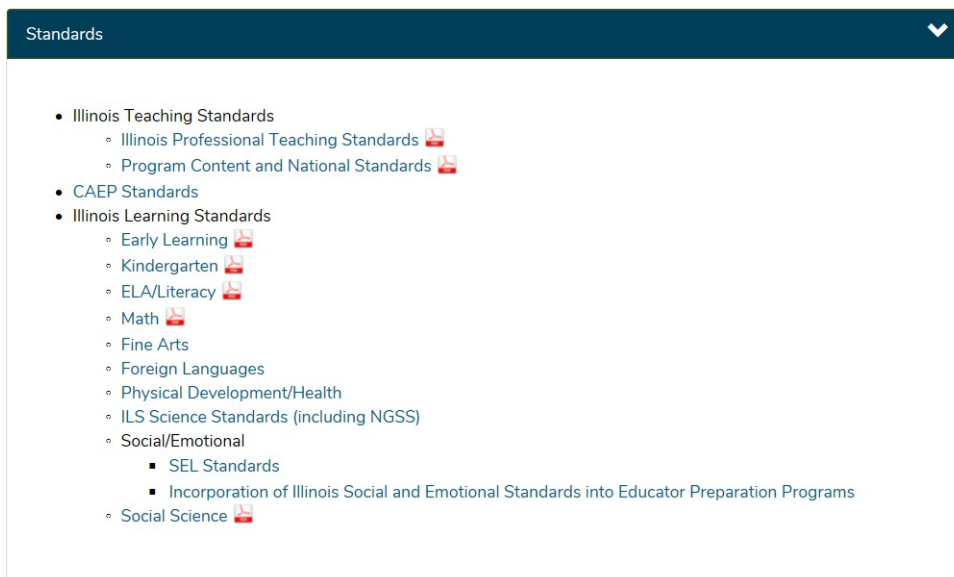 Standards
Illinois Teaching Standards
Illinois Professional Teaching Standards
Program Content and National Standards
CAEP Standards
Illinois Learning Standards
Early Learning
Kindergarten
ELA/Literacy
Math
Fine Arts
Foreign Languages
Physical Development/Health
ILS Science Standards (including NGSS)
Social/Emotional
SEL Standards
Incorporation of Illinois Social and Emotional Standards into Educator Preparation Programs
Social Science